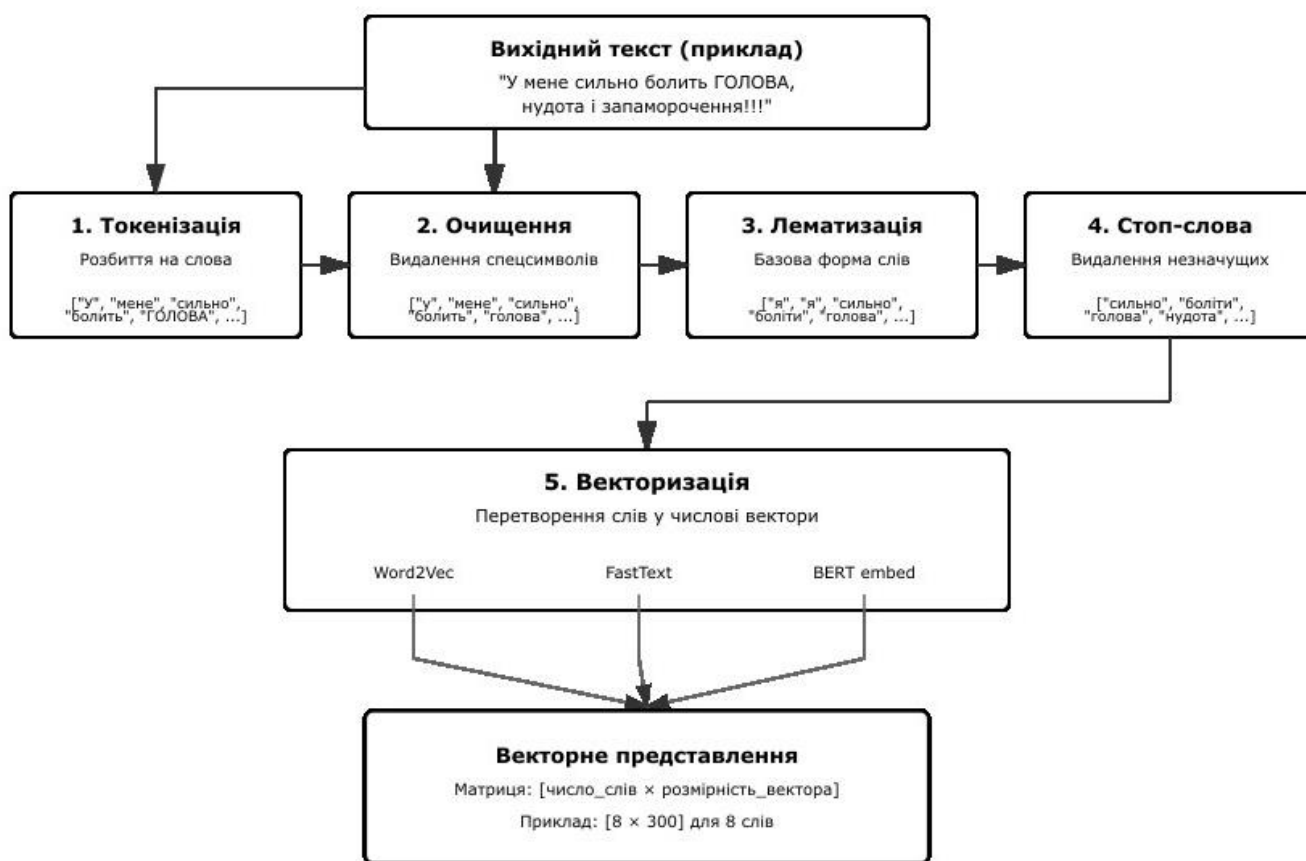 Вихідний текст (приклад)
"У мене сильно болить ГОЛОВА,
нудота і запаморочення!!!"
1. Токенізація
Розбиття на слова
["У", "мене", "сильно",
"болить", "ГОЛОВА", ...]
2. Очищення
Видалення спецсимволів
["у", "мене", "сильно",
"болить", "голова", ...]
3. Лематизація
Базова форма слів
["я", "я", "сильно",
"боліти", "голова", ...]
4. Стоп-слова
Видалення незначущих
["сильно", "боліти",
"голова", "нудота", ...]
5. Векторизація
Перетворення слів у числові вектори
Word2Vec
FastText
BERT embed
Векторне представлення
Матриця: [число_слів × розмірність_вектора]
Приклад: [8 × 300] для 8 слів